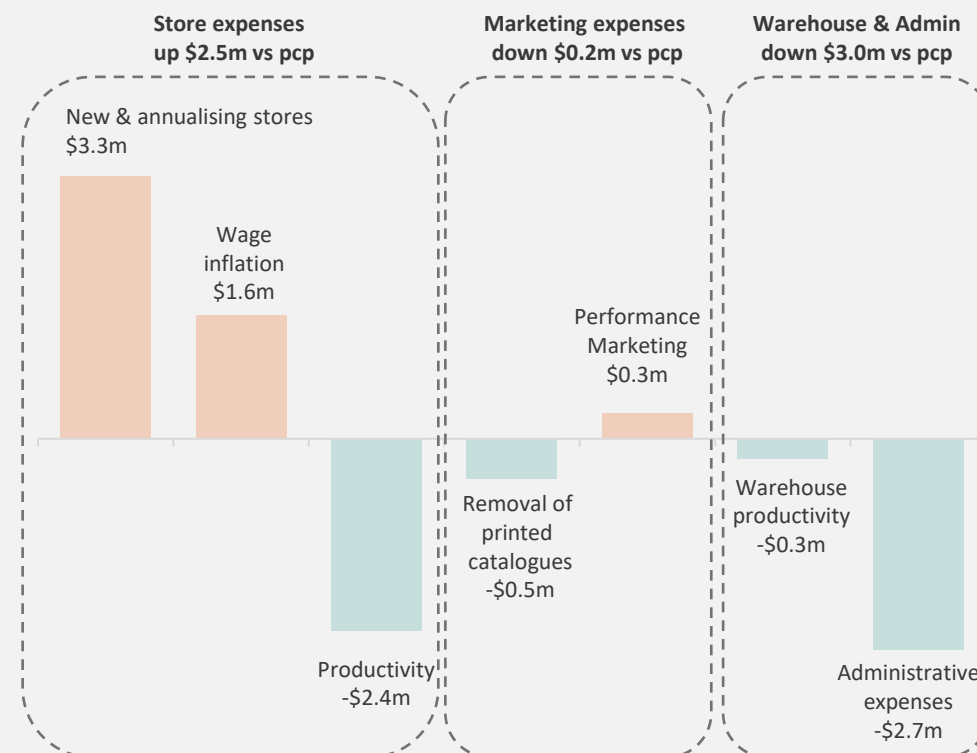 Store expenses
up $2.5m vs pcp
Marketing expenses
down $0.2m vs pcp
Warehouse & Admin
down $3.0m vs pcp
New & annualising stores
$3.3m
Wage
inflation
$1.6m
Productivity
-$2.4m
Removal of
printed
catalogues
-$0.5m
Performance
Marketing
$0.3m
Warehouse
productivity
-$0.3m
Administrative
expenses
-$2.7m